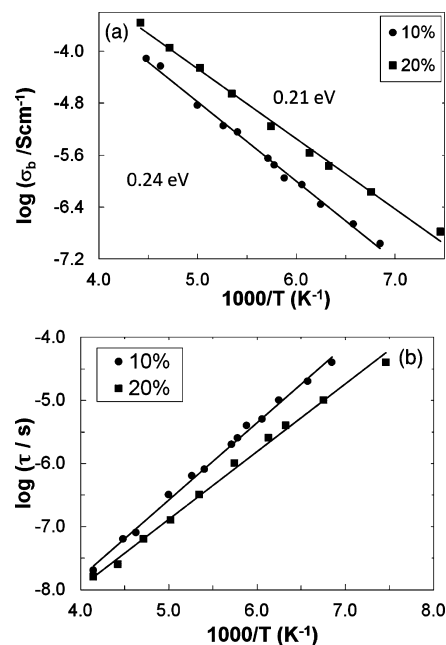 (a)
10%
20%
0.21 eV
0.24 eV
log (σb /Scm⁻¹)
-4.0
-4.8
-5.6
-6.4
-7.2
4.0 5.0 6.0 7.0
1000/T (K⁻¹)
(b)
10%
20%
log (τ / s)
-4.0
-5.0
-6.0
-7.0
-8.0
4.0 5.0 6.0 7.0 8.0
1000/T (K⁻¹)